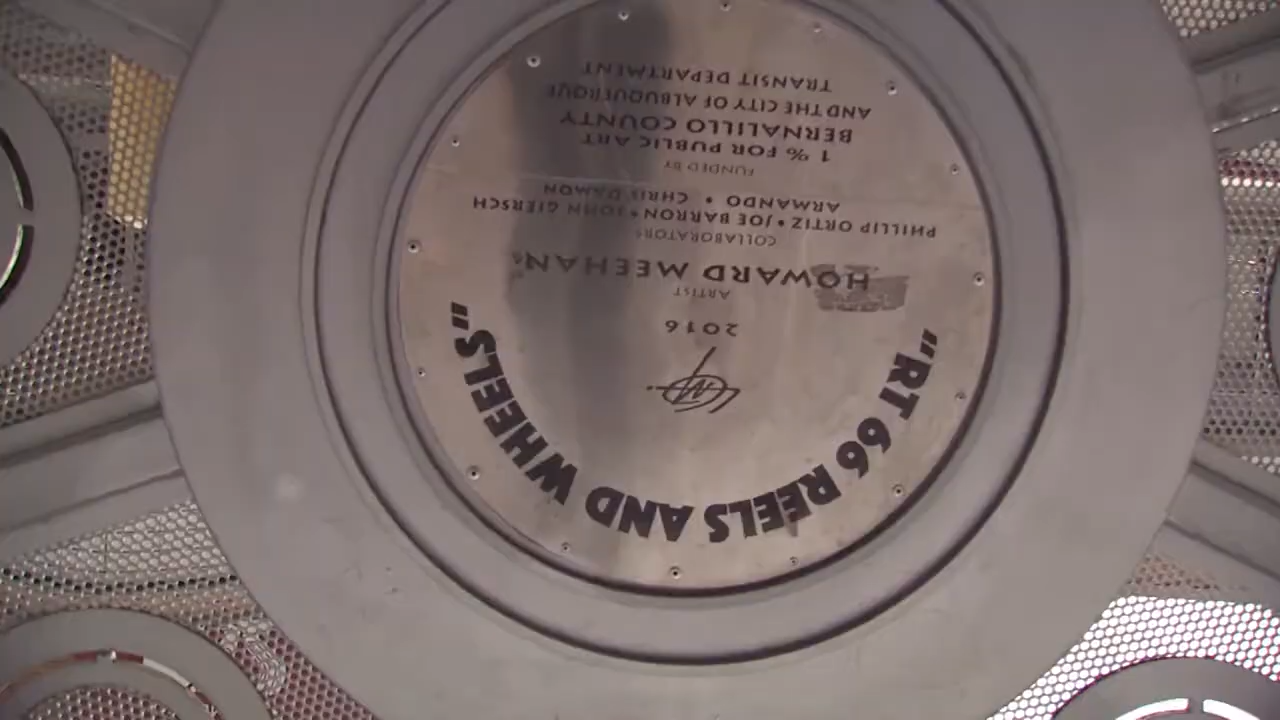 "RT 66 REELS AND WHEELS"
2016
ARTIST
HOWARD MEEHAN
COLLABORATORS
PHILLIP ORTIZ • JOE BARRON • JOHN GIERSCH
ARMANDO • CHRIS DAMON
FUNDED BY
1 % FOR PUBLIC ART
BERNALILLO COUNTY
AND THE CITY OF ALBUQUERQUE
TRANSIT DEPARTMENT